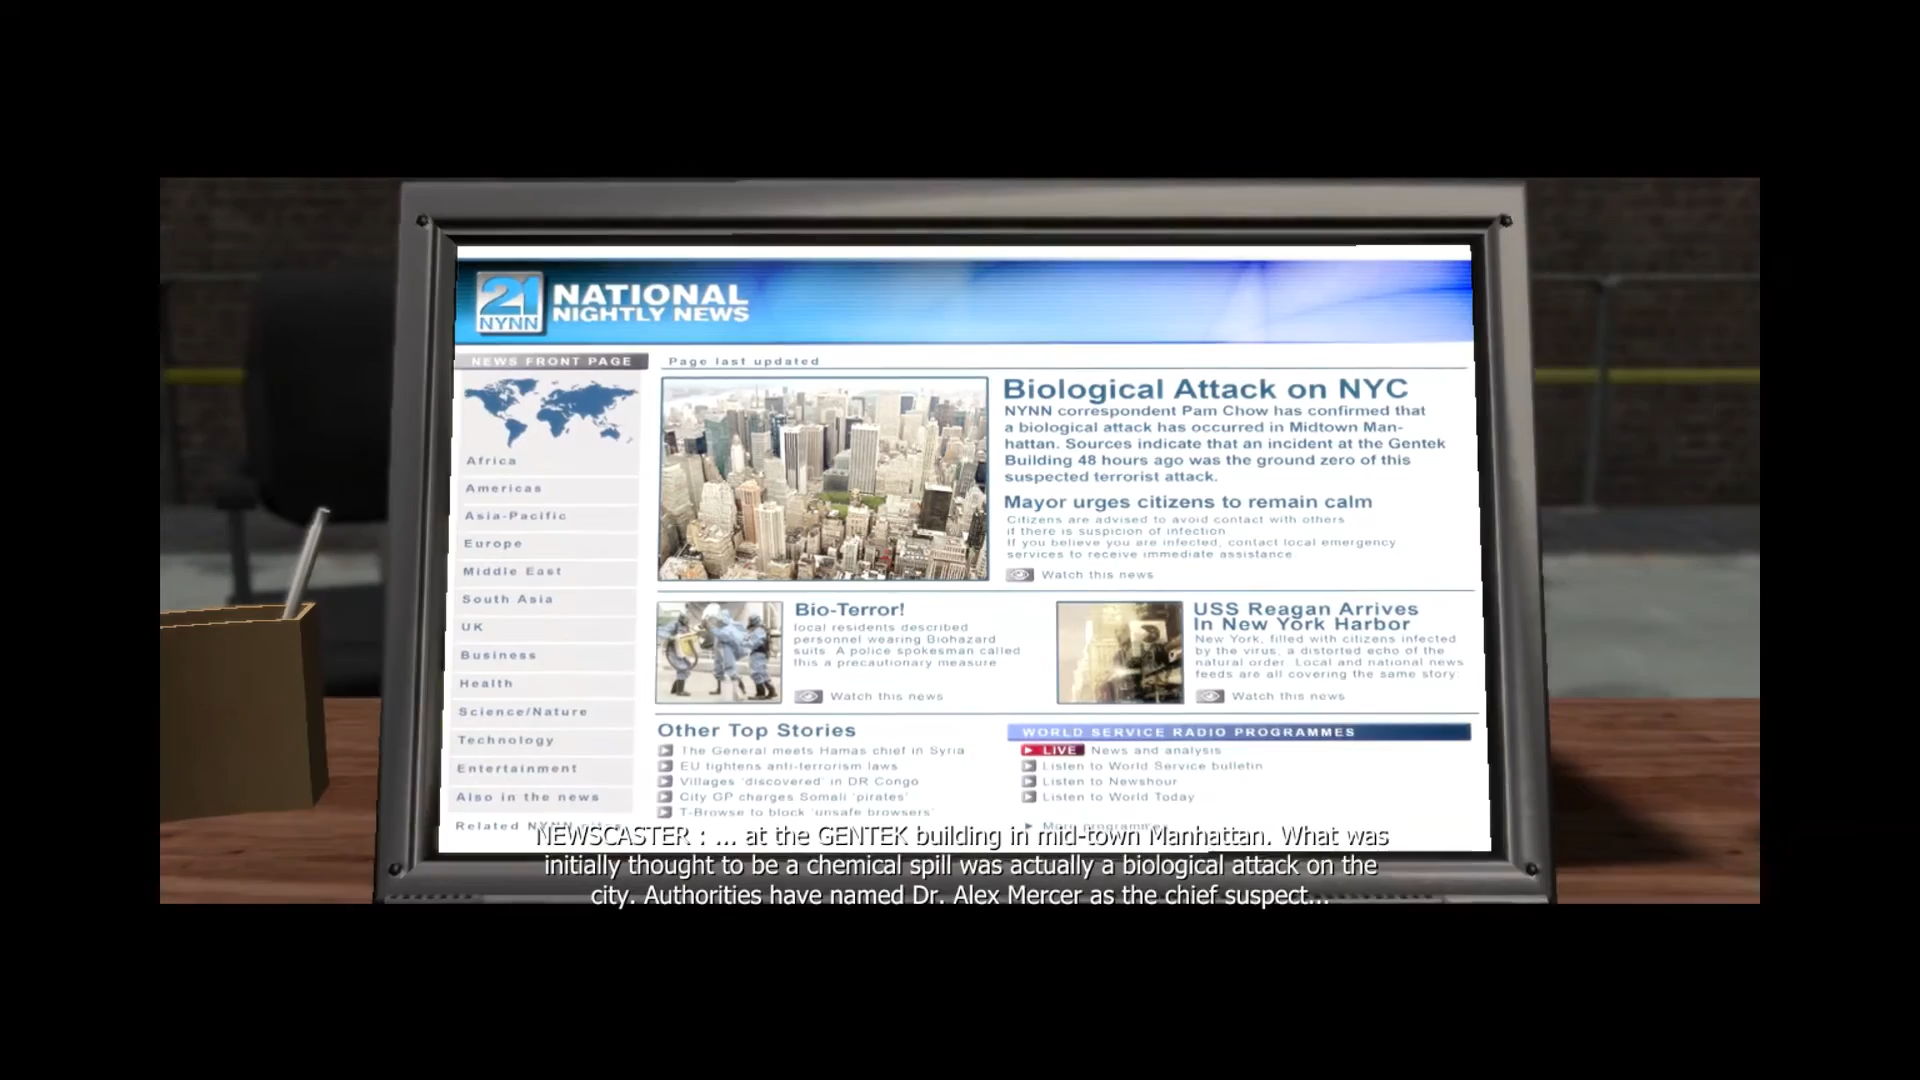 21
NYNN
NATIONAL
NIGHTLY NEWS
NEWS FRONT PAGE
Africa
Americas
Asia-Pacific
Europe
Middle East
South Asia
UK
Business
Health
Science/Nature
Technology
Entertainment
Also in the news
Related NYNN
Page last updated
Biological Attack on NYC
NYNN correspondent Pam Chow has confirmed that
a biological attack has occurred in Midtown Man-
hattan. Sources indicate that an incident at the Gentek
Building 48 hours ago was the ground zero of this
suspected terrorist attack.
Mayor urges citizens to remain calm
Citizens are advised to avoid contact with others
if there is suspicion of infection
If you believe you are infected, contact local emergency
services to receive immediate assistance
Watch this news
Bio-Terror!
local residents described
personnel wearing Biohazard
suits. A police spokesman called
this a precautionary measure
Watch this news
USS Reagan Arrives
In New York Harbor
New York, filled with citizens infected
by the virus, a distorted echo of the
natural order. Local and national news
feeds are all covering the same story:
Watch this news
Other Top Stories
The General meets Hamas chief in Syria
EU tightens anti-terrorism laws
Villages 'discovered' in DR Congo
City GP charges Somali 'pirates'
T-Browse to block 'unsafe browsers'
WORLD SERVICE RADIO PROGRAMMES
LIVE News and analysis
Listen to World Service bulletin
Listen to Newshour
Listen to World Today
More programmes
NEWSCASTER : ... at the GENTEK building in mid-town Manhattan. What was
initially thought to be a chemical spill was actually a biological attack on the
city. Authorities have named Dr. Alex Mercer as the chief suspect...